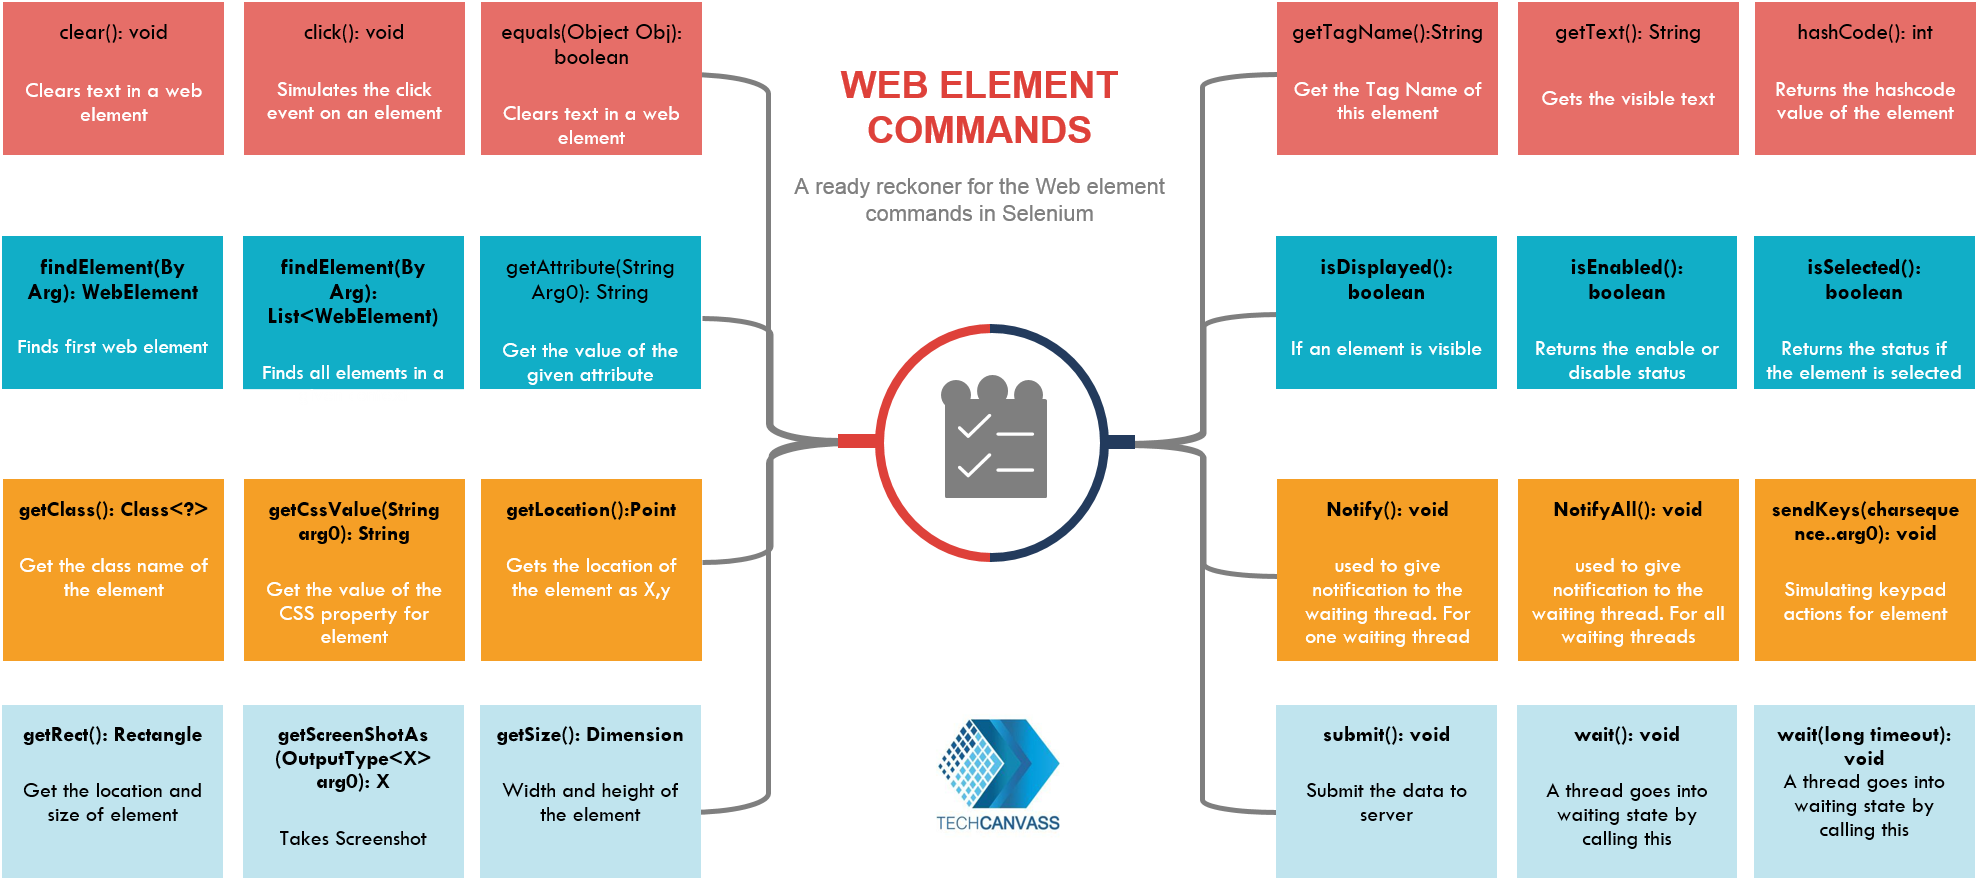 clear(): void
Clears text in a web
element
click(): void
Simulates the click
event on an element
equals(Object Obj):
boolean
Clears text in a web
element
WEB ELEMENT
COMMANDS
A ready reckoner for the Web element
commands in Selenium
getTagName():String
Get the Tag Name of
this element
getText(): String
Gets the visible text
hashCode(): int
Returns the hashcode
value of the element
findElement(By
Arg): WebElement
Finds first web element
findElement(By
Arg):
List<WebElement)
Finds all elements in a
getAttribute(String
Arg0): String
Get the value of the
given attribute
isDisplayed():
boolean
If an element is visible
isEnabled():
boolean
Returns the enable or
disable status
isSelected():
boolean
Returns the status if
the element is selected
getClass(): Class<?>
Get the class name of
the element
getCssValue(String
arg0): String
Get the value of the
CSS property for
element
getLocation():Point
Gets the location of
the element as X,y
Notify(): void
used to give
notification to the
waiting thread. For
one waiting thread
NotifyAll(): void
used to give
notification to the
waiting thread. For all
waiting threads
sendKeys(charseque
nce..arg0): void
Simulating keypad
actions for element
getRect(): Rectangle
Get the location and
size of element
getScreenShotAs
(OutputType<X>
arg0): X
Takes Screenshot
getSize(): Dimension
Width and height of
the element
TECHCANVASS
submit(): void
Submit the data to
server
wait(): void
A thread goes into
waiting state by
calling this
wait(long timeout):
void
A thread goes into
waiting state by
calling this